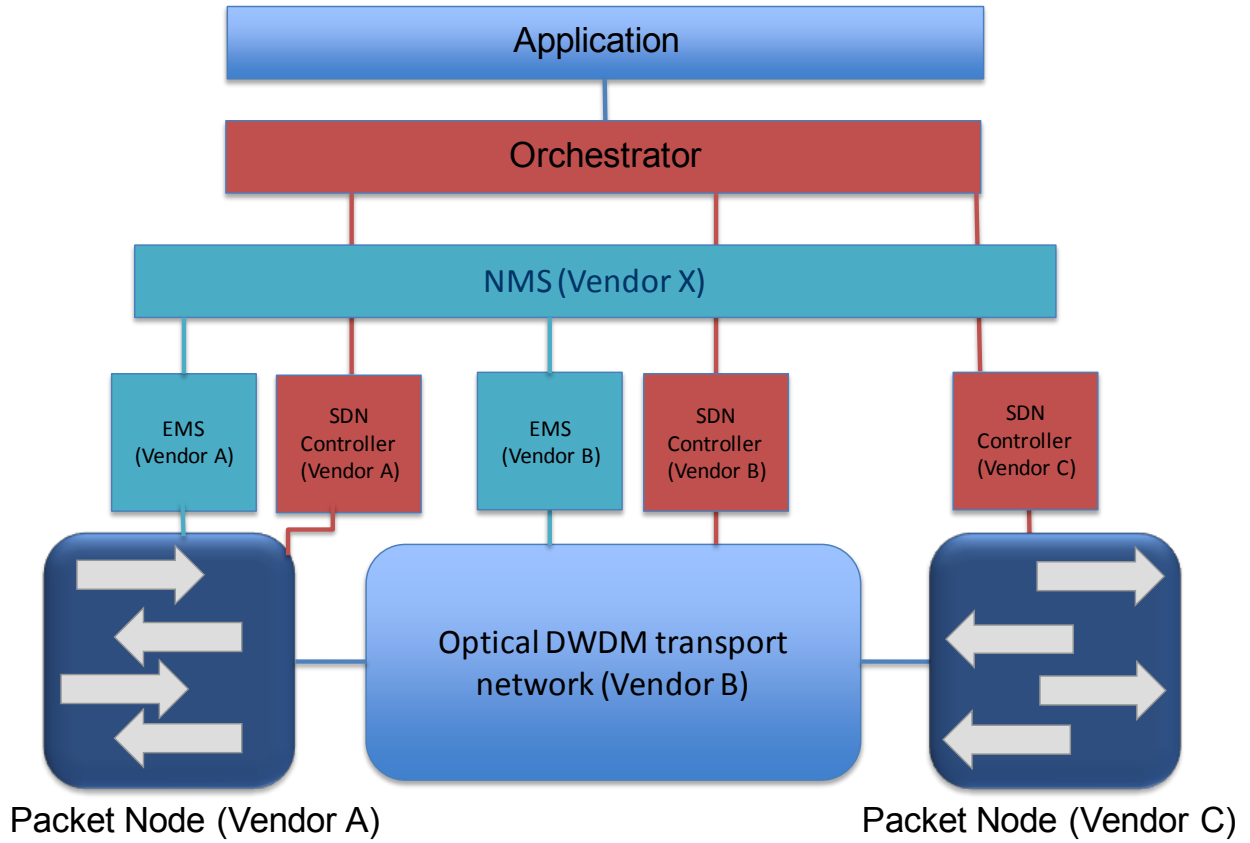 Application
Orchestrator
NMS (Vendor X)
EMS
(Vendor A)
SDN
Controller
(Vendor A)
EMS
(Vendor B)
SDN
Controller
(Vendor B)
SDN
Controller
(Vendor C)
Optical DWDM transport
network (Vendor B)
Packet Node (Vendor A)
Packet Node (Vendor C)